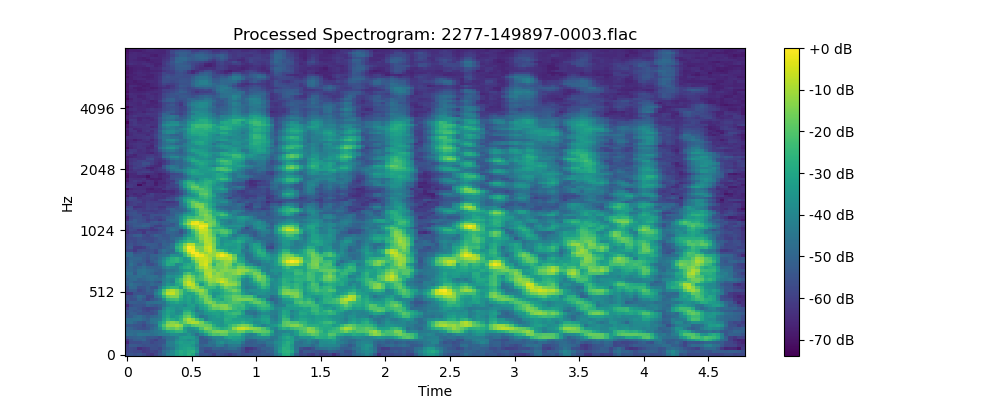 Processed Spectrogram: 2277-149897-0003.flac
Hz
4096
2048
1024
512
0
0 0.5 1 1.5 2 2.5 3 3.5 4 4.5
Time
+0 dB
-10 dB
-20 dB
-30 dB
-40 dB
-50 dB
-60 dB
-70 dB